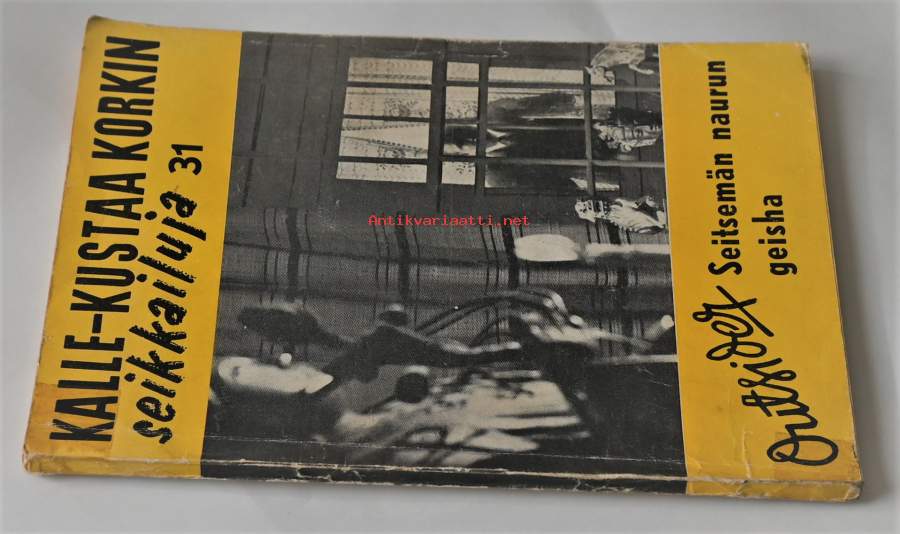 KALLE-KUSTAA KORKIN
seikkailuja 31
Antikvariaatti.net
Outsider Seitsemän naurun
geisha